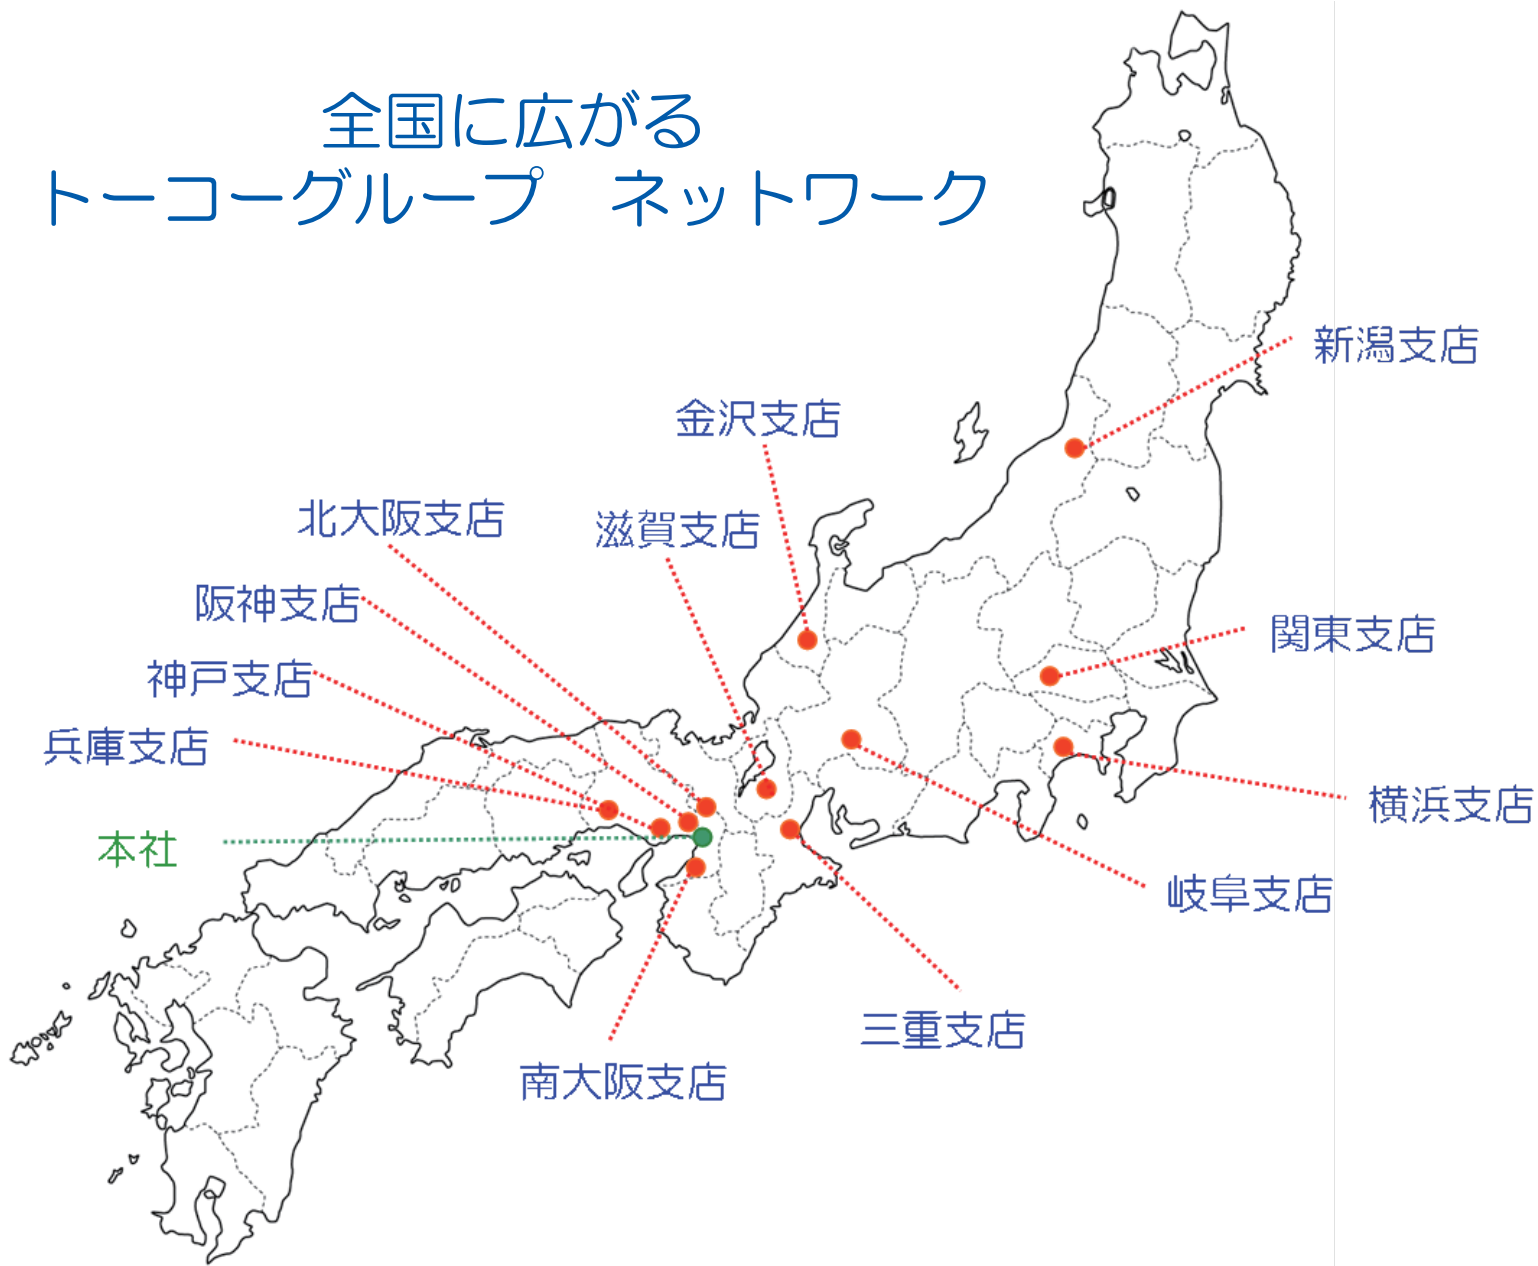 全国に広がる
トーコーグループ　ネットワーク
新潟支店
金沢支店
北大阪支店
滋賀支店
阪神支店
関東支店
神戸支店
兵庫支店
横浜支店
本社
岐阜支店
三重支店
南大阪支店